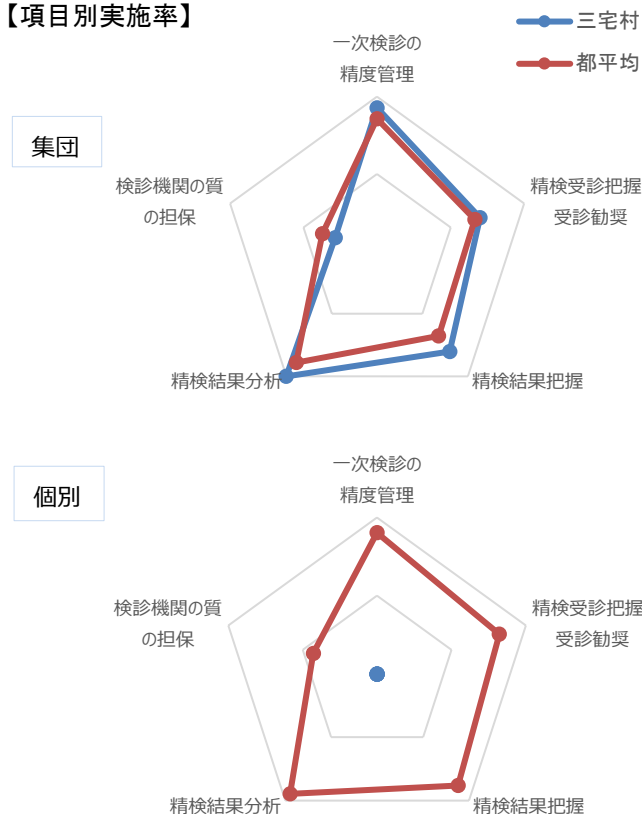 【項目別実施率】
三宅村
都平均
集団
一次検診の
精度管理
精検受診把握
受診勧奨
精検結果把握
精検結果分析
検診機関の質
の担保
個別
一次検診の
精度管理
精検受診把握
受診勧奨
精検結果把握
精検結果分析
検診機関の質
の担保